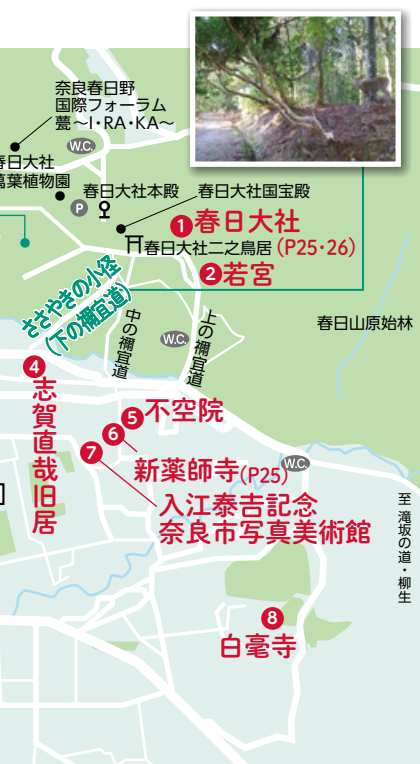 奈良春日野
国際フォーラム
甍～I・RA・KA～
W.C.
春日大社
萬葉植物園
P
春日大社本殿
春日大社国宝殿
1 春日大社
春日大社二之鳥居 (P25・26)
2 若宮
ささやきの小径
(下の禰宜道)
中の禰宜道
W.C.
上の禰宜道
春日山原始林
4 志賀直哉旧居
5 不空院
6
新薬師寺(P25)
W.C.
7
入江泰𠮷記念
奈良市写真美術館
至 滝坂の道・柳生
8
白毫寺